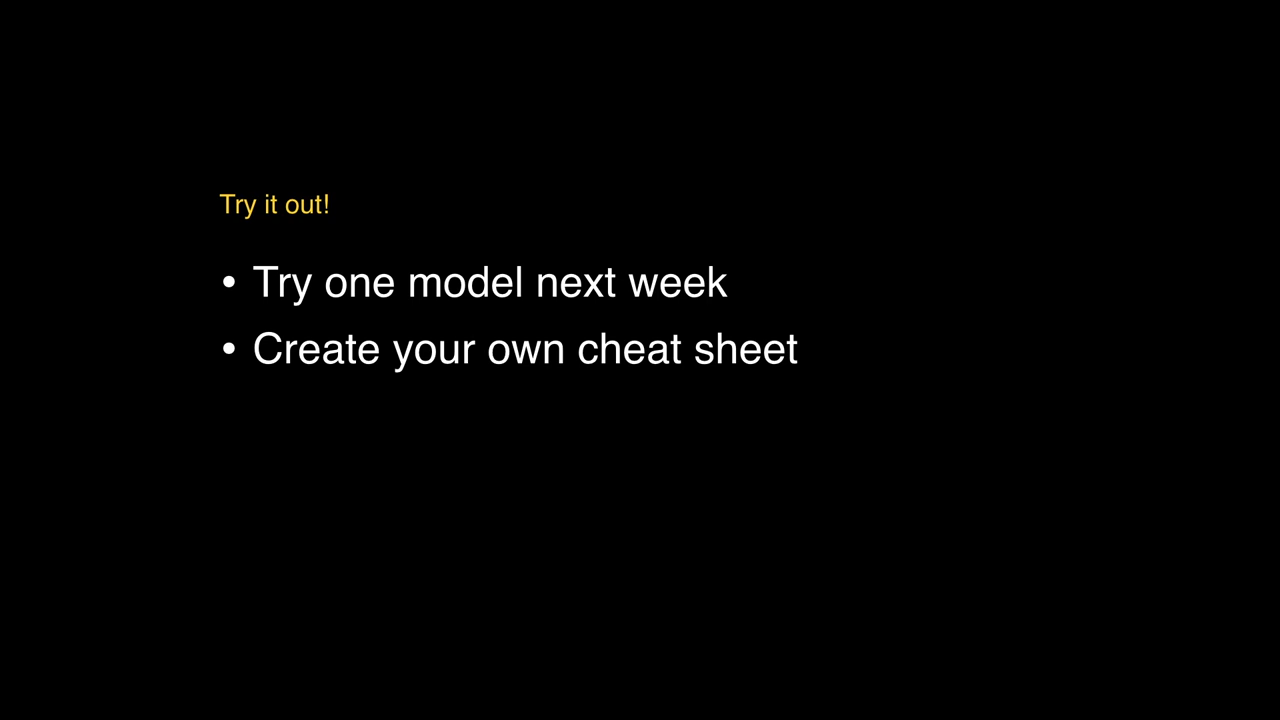 Try it out!
• Try one model next week
• Create your own cheat sheet